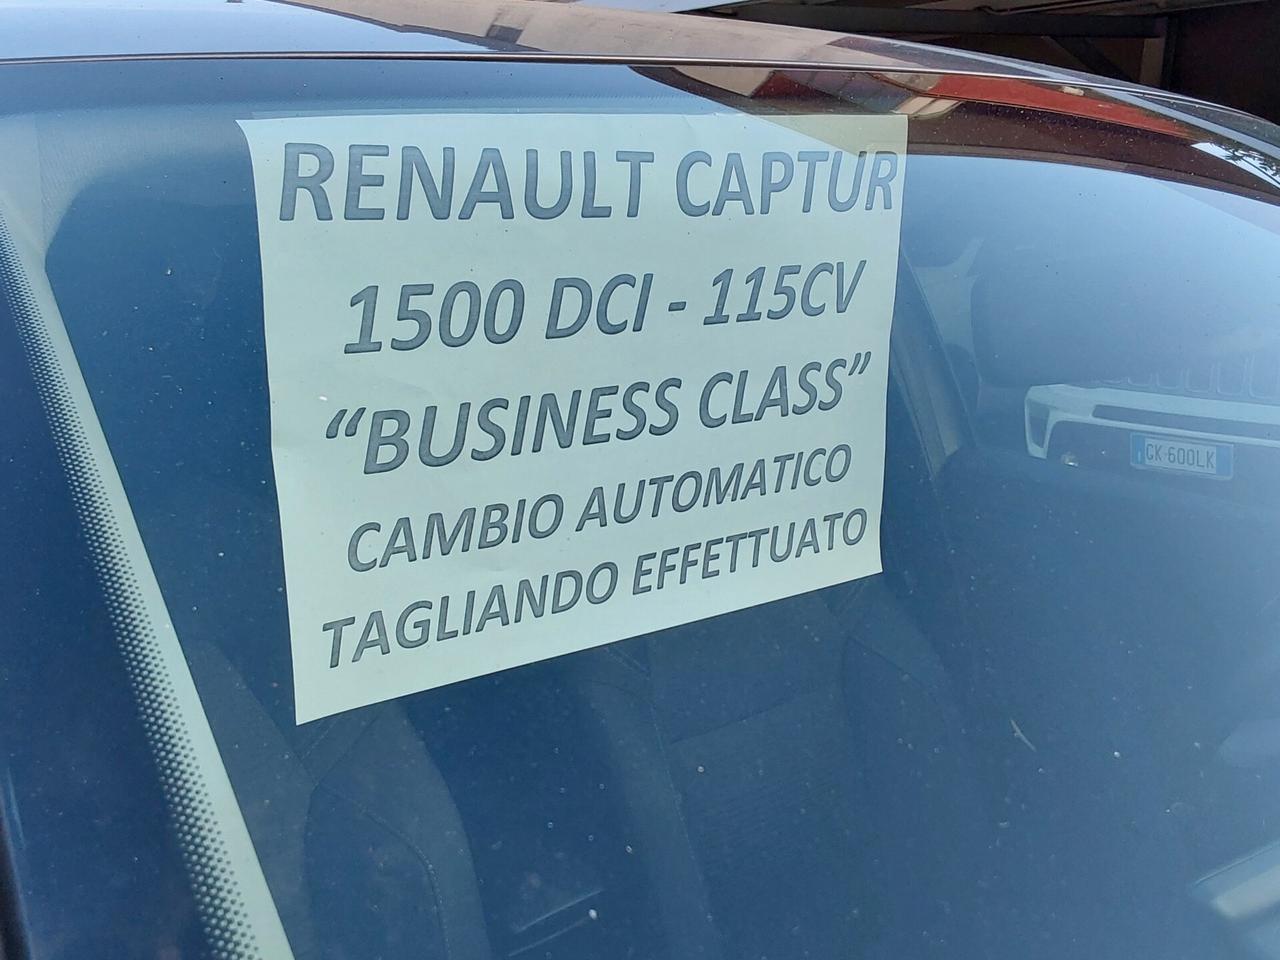 RENAULT CAPTUR
1500 DCI - 115CV
“BUSINESS CLASS”
CAMBIO AUTOMATICO
TAGLIANDO EFFETTUATO
GK-600LK